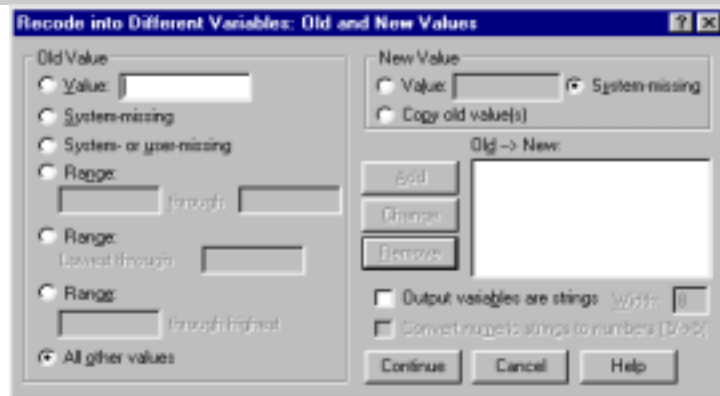 Recode into Different Variables: Old and New Values
Old Value
Value:
System-missing
System- or user-missing
Range:
through
Range:
Lowest through
Range:
through highest
All other values
New Value
Value:
System-missing
Copy old value(s)
Old --> New:
Add
Change
Remove
Output variables are strings
Width: 8
Convert numeric strings to numbers ('5'->5)
Continue
Cancel
Help